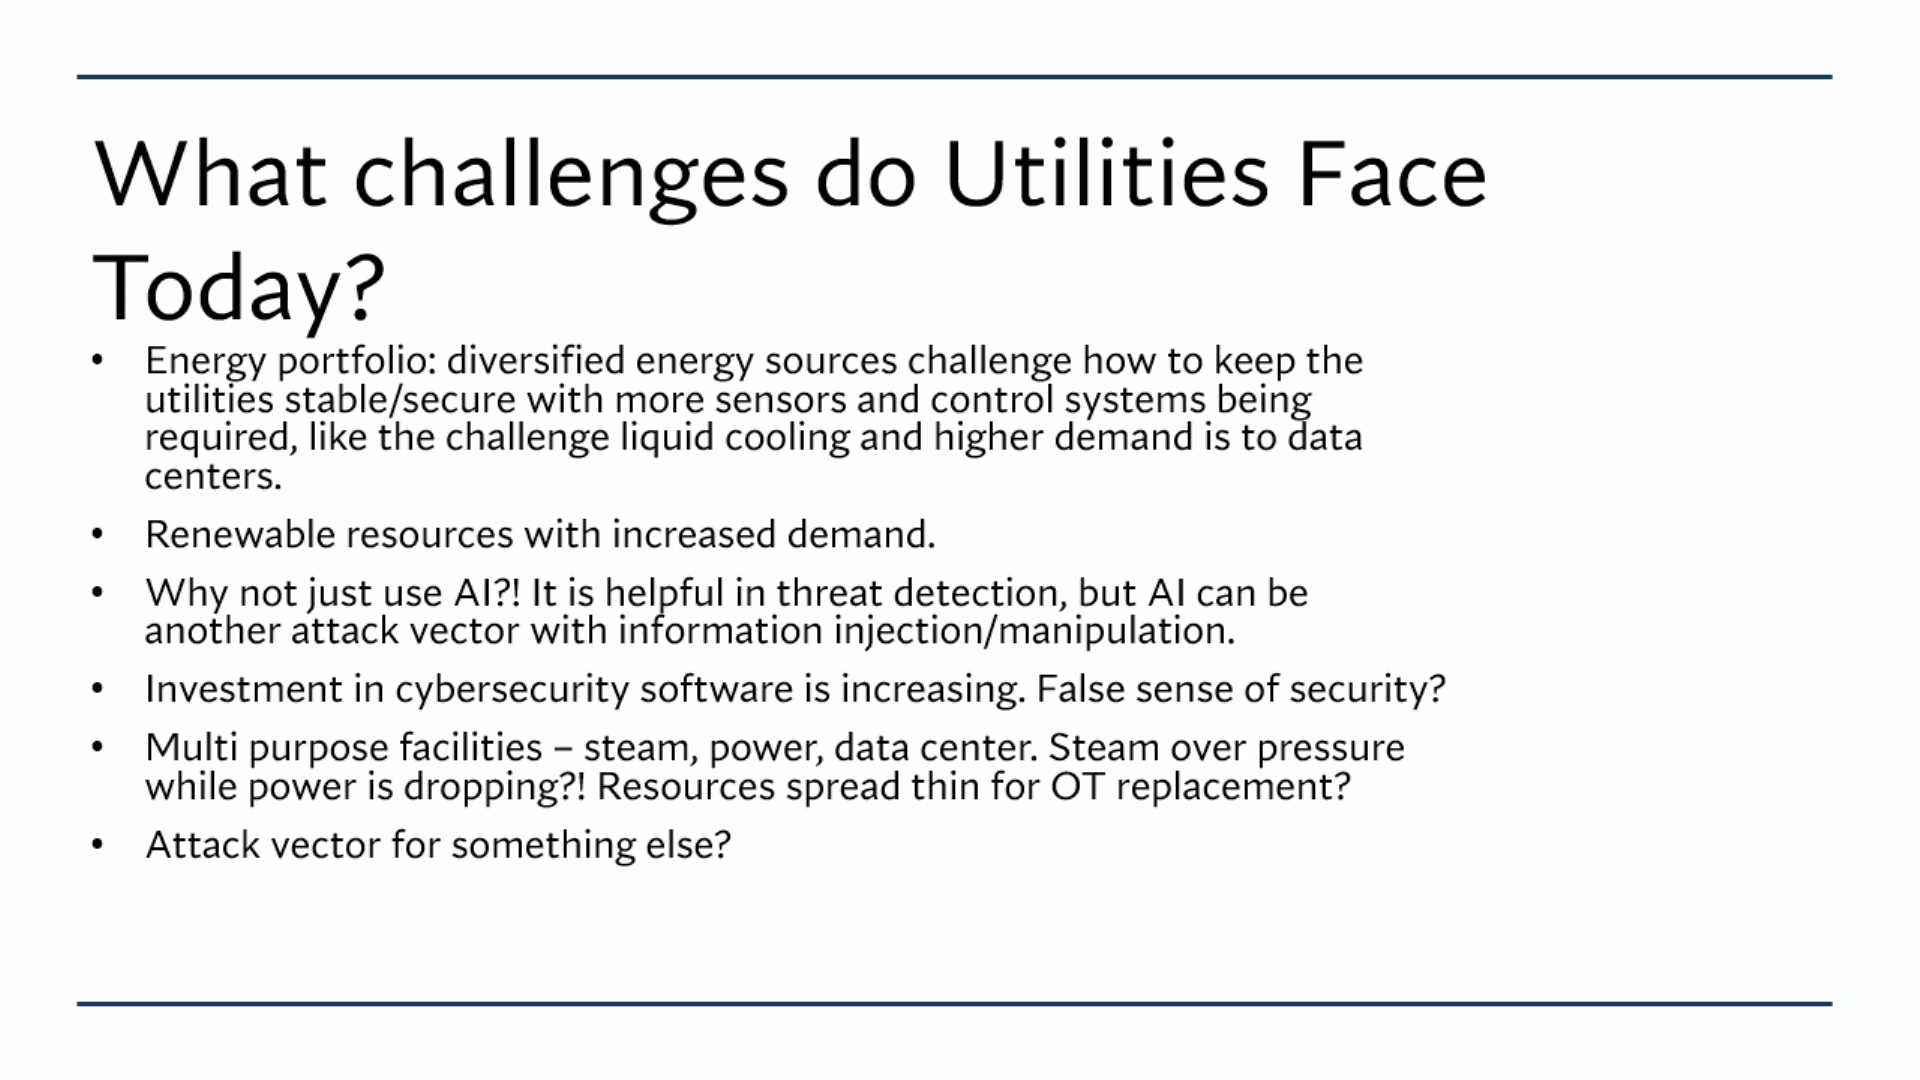 What challenges do Utilities Face
Today?
• Energy portfolio: diversified energy sources challenge how to keep the
utilities stable/secure with more sensors and control systems being
required, like the challenge liquid cooling and higher demand is to data
centers.
• Renewable resources with increased demand.
• Why not just use AI?! It is helpful in threat detection, but AI can be
another attack vector with information injection/manipulation.
• Investment in cybersecurity software is increasing. False sense of security?
• Multi purpose facilities – steam, power, data center. Steam over pressure
while power is dropping?! Resources spread thin for OT replacement?
• Attack vector for something else?